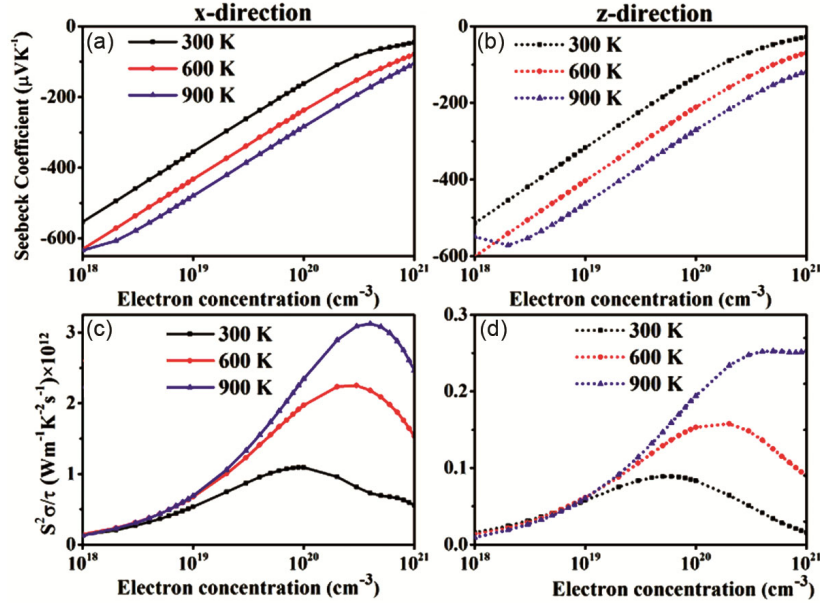 x-direction
z-direction
(a)
300 K
600 K
900 K
0
-200
-400
-600
Seebeck Coefficient (μVK⁻¹)
10¹⁸
10¹⁹
10²⁰
10²¹
Electron concentration (cm⁻³)
(b)
300 K
600 K
900 K
0
-200
-400
-600
10¹⁸
10¹⁹
10²⁰
10²¹
Electron concentration (cm⁻³)
(c)
300 K
600 K
900 K
3
2
1
0
S²σ/τ (Wm⁻¹K⁻²s⁻¹)×10¹²
10¹⁸
10¹⁹
10²⁰
10²¹
Electron concentration (cm⁻³)
(d)
300 K
600 K
900 K
0.3
0.2
0.1
0.0
10¹⁸
10¹⁹
10²⁰
10²¹
Electron concentration (cm⁻³)